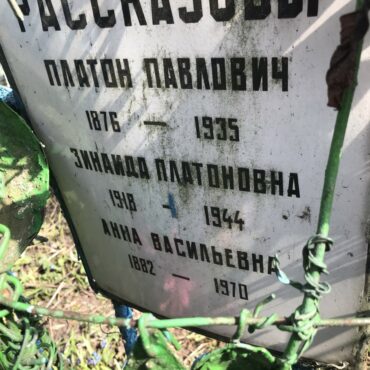 РАССКАЗОВЫ
ПЛАТОН ПАВЛОВИЧ
1876 — 1935
ЗИНАИДА ПЛАТОНОВНА
1918 - 1944
АННА ВАСИЛЬЕВНА
1882 — 1970